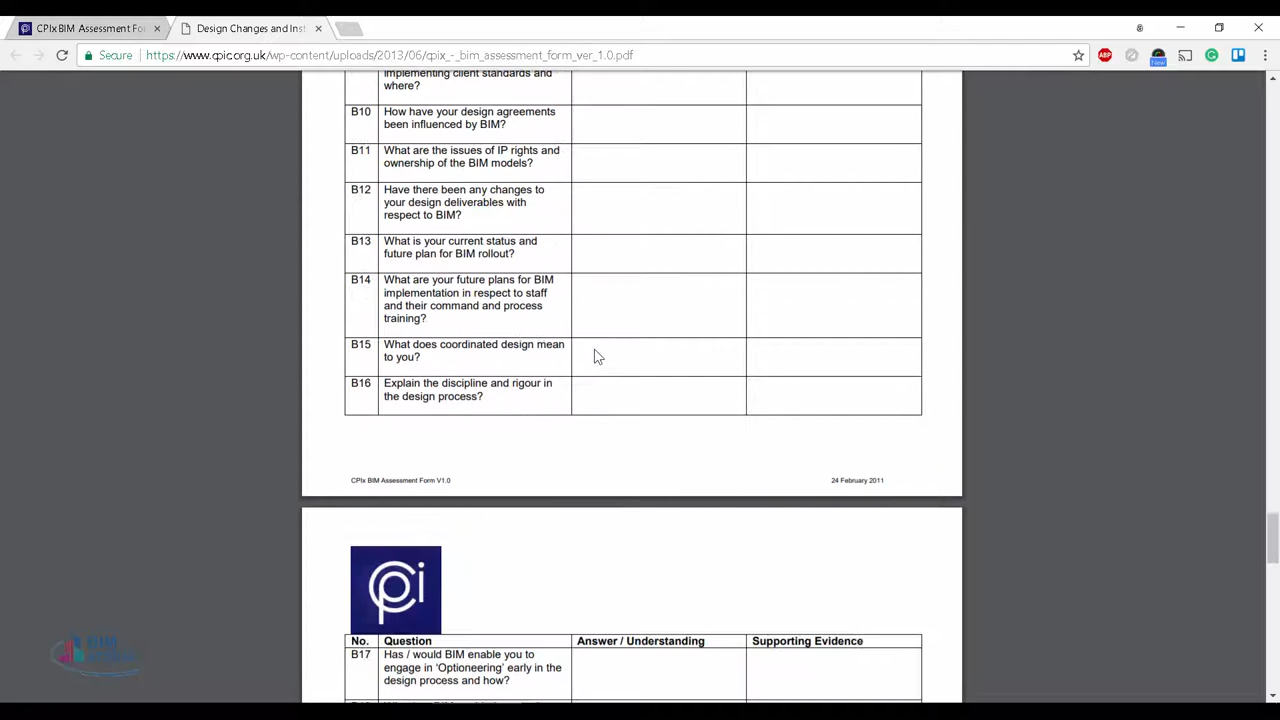 CPIx BIM Assessment Fo
Design Changes and Inst
Secure https://www.cpic.org.uk/wp-content/uploads/2013/06/cpix_-_bim_assessment_form_ver_1.0.pdf
ABP
New
implementing client standards and
where?
B10 How have your design agreements
been influenced by BIM?
B11 What are the issues of IP rights and
ownership of the BIM models?
B12 Have there been any changes to
your design deliverables with
respect to BIM?
B13 What is your current status and
future plan for BIM rollout?
B14 What are your future plans for BIM
implementation in respect to staff
and their command and process
training?
B15 What does coordinated design mean
to you?
B16 Explain the discipline and rigour in
the design process?
CPIx BIM Assessment Form V1.0 24 February 2011
cpi
No. Question Answer / Understanding Supporting Evidence
B17 Has / would BIM enable you to
engage in 'Optioneering' early in the
design process and how?